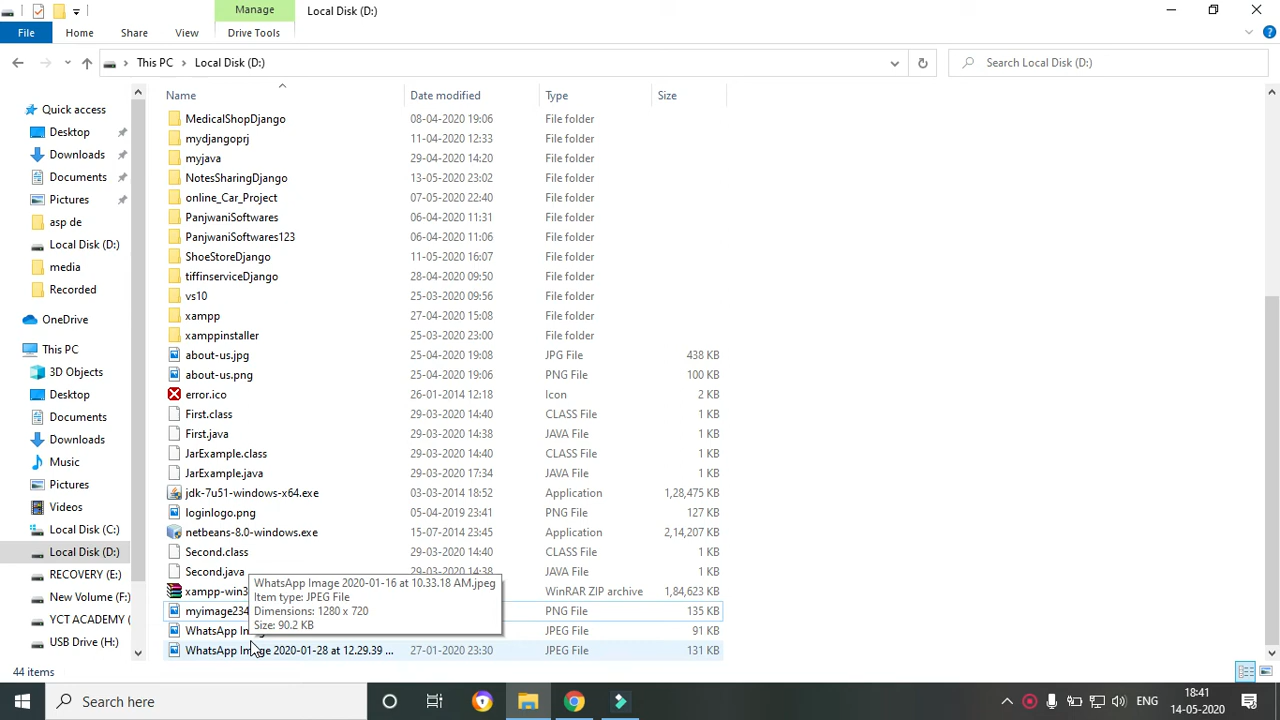 Manage
Local Disk (D:)
File
Home
Share
View
Drive Tools
This PC
Local Disk (D:)
Search Local Disk (D:)
Name
Date modified
Type
Size
Quick access
Desktop
Downloads
Documents
Pictures
asp de
Local Disk (D:)
media
Recorded
OneDrive
This PC
3D Objects
Desktop
Documents
Downloads
Music
Pictures
Videos
Local Disk (C:)
Local Disk (D:)
RECOVERY (E:)
New Volume (F:)
YCT ACADEMY (
USB Drive (H:)
MedicalShopDjango 08-04-2020 19:06 File folder
mydjangoprj 11-04-2020 12:33 File folder
myjava 29-04-2020 14:20 File folder
NotesSharingDjango 13-05-2020 23:02 File folder
online_Car_Project 07-05-2020 22:40 File folder
PanjwaniSoftwares 06-04-2020 11:31 File folder
PanjwaniSoftwares123 06-04-2020 11:06 File folder
ShoeStoreDjango 11-05-2020 16:07 File folder
tiffinserviceDjango 28-04-2020 09:50 File folder
vs10 25-03-2020 09:56 File folder
xampp 27-04-2020 15:08 File folder
xamppinstaller 25-03-2020 23:00 File folder
about-us.jpg 25-04-2020 19:08 JPG File 438 KB
about-us.png 25-04-2020 19:06 PNG File 100 KB
error.ico 26-01-2014 12:18 Icon 2 KB
First.class 29-03-2020 14:40 CLASS File 1 KB
First.java 29-03-2020 14:38 JAVA File 1 KB
JarExample.class 29-03-2020 14:40 CLASS File 1 KB
JarExample.java 29-03-2020 17:34 JAVA File 1 KB
jdk-7u51-windows-x64.exe 03-03-2014 18:52 Application 1,28,475 KB
loginlogo.png 05-04-2019 23:41 PNG File 127 KB
netbeans-8.0-windows.exe 15-07-2014 23:45 Application 2,14,207 KB
Second.class 29-03-2020 14:40 CLASS File 1 KB
Second.java 29-03-2020 14:38 JAVA File 1 KB
xampp-win3 WinRAR ZIP archive 1,84,623 KB
myimage234 PNG File 135 KB
WhatsApp JPEG File 91 KB
WhatsApp Image 2020-01-28 at 12.29.39 ... 27-01-2020 23:30 JPEG File 131 KB
WhatsApp Image 2020-01-16 at 10.33.18 AM.jpeg
Item type: JPEG File
Dimensions: 1280 x 720
Size: 90.2 KB
44 items
Search here
ENG
18:41
14-05-2020